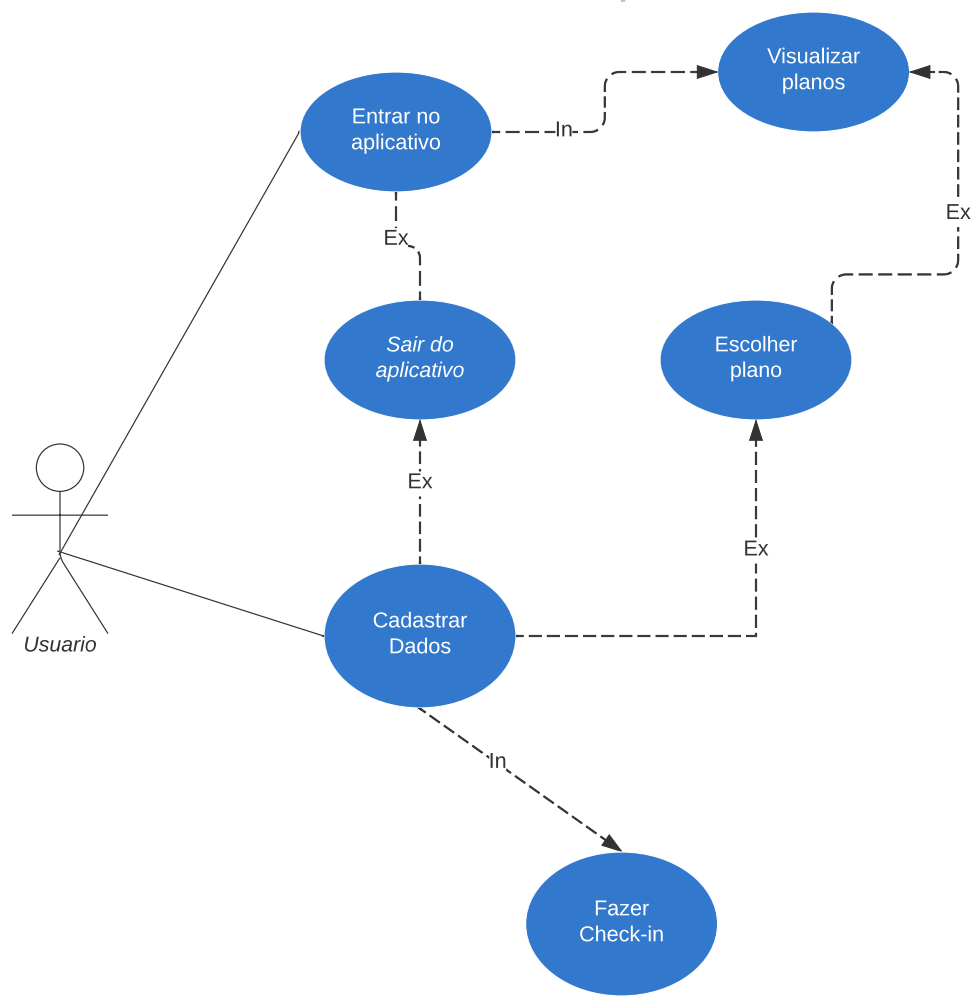 Visualizar
planos
Entrar no
aplicativo
In
Ex
Ex
Sair do
aplicativo
Escolher
plano
Ex
Ex
Cadastrar
Dados
Usuario
In
Fazer
Check-in